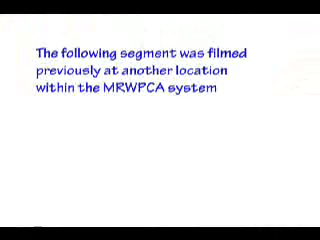 The following segment was filmed
previously at another location
within the MRWPCA system